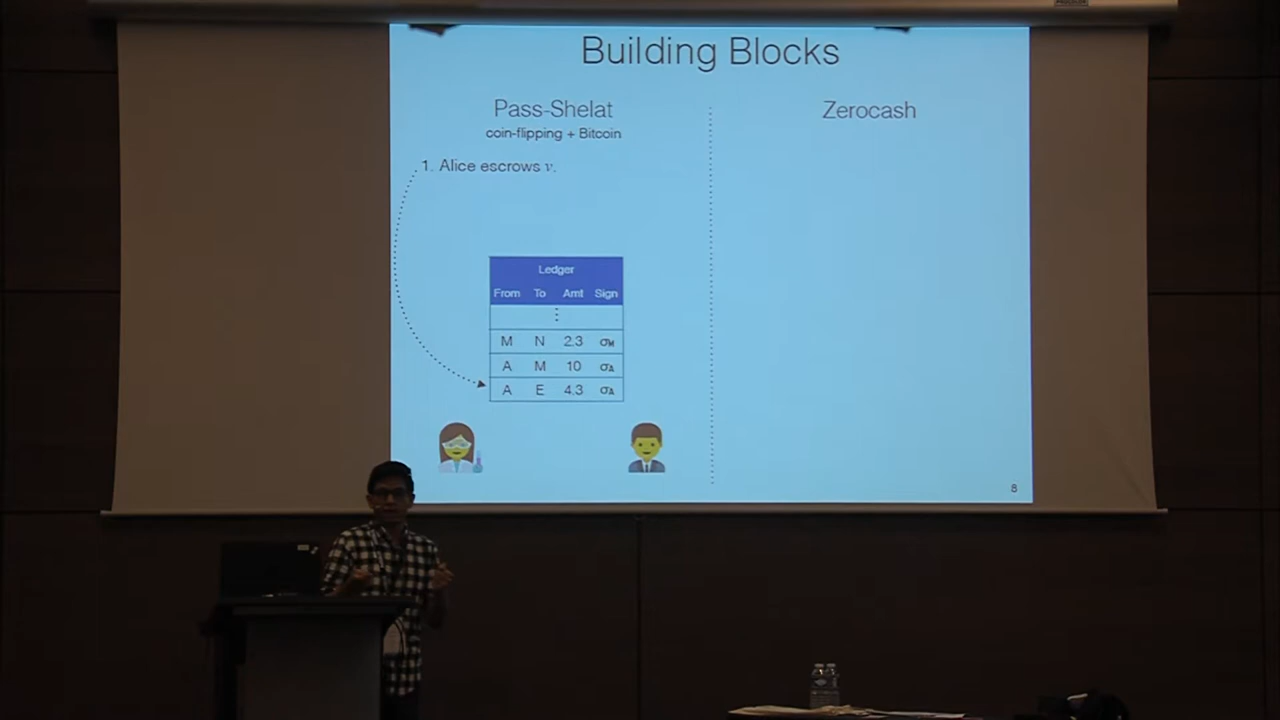 Building Blocks
Pass-Shelat
coin-flipping + Bitcoin
1. Alice escrows v.
Zerocash
Ledger
From To Amt Sign
⋮
M N 2.3 σM
A M 10 σA
A E 4.3 σA
8